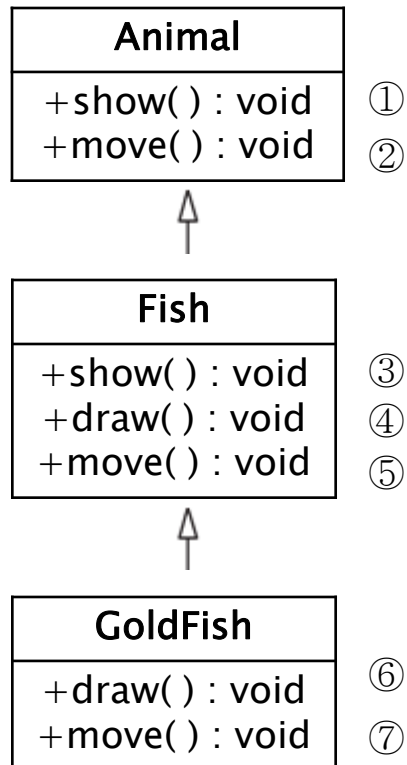 Animal
+show( ) : void ①
+move( ) : void ②
Fish
+show( ) : void ③
+draw( ) : void ④
+move( ) : void ⑤
GoldFish
+draw( ) : void ⑥
+move( ) : void ⑦